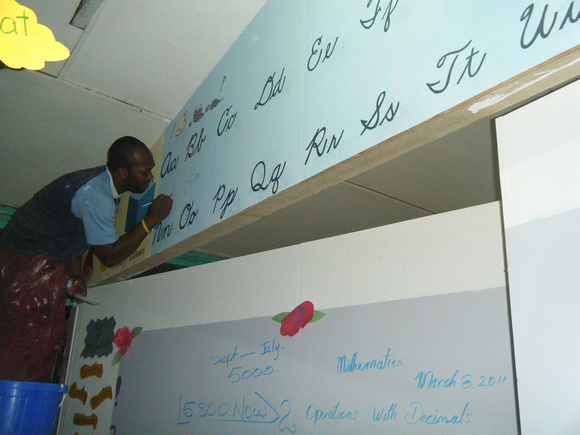 at
Aa Bb Cc Dd Ee Ff
Nn Oo Pp Qq Rr Ss Tt Uu
Sept - July.
5000.
Mathematics
March 8, 2011
5800 Now 2 Operations With Decimals